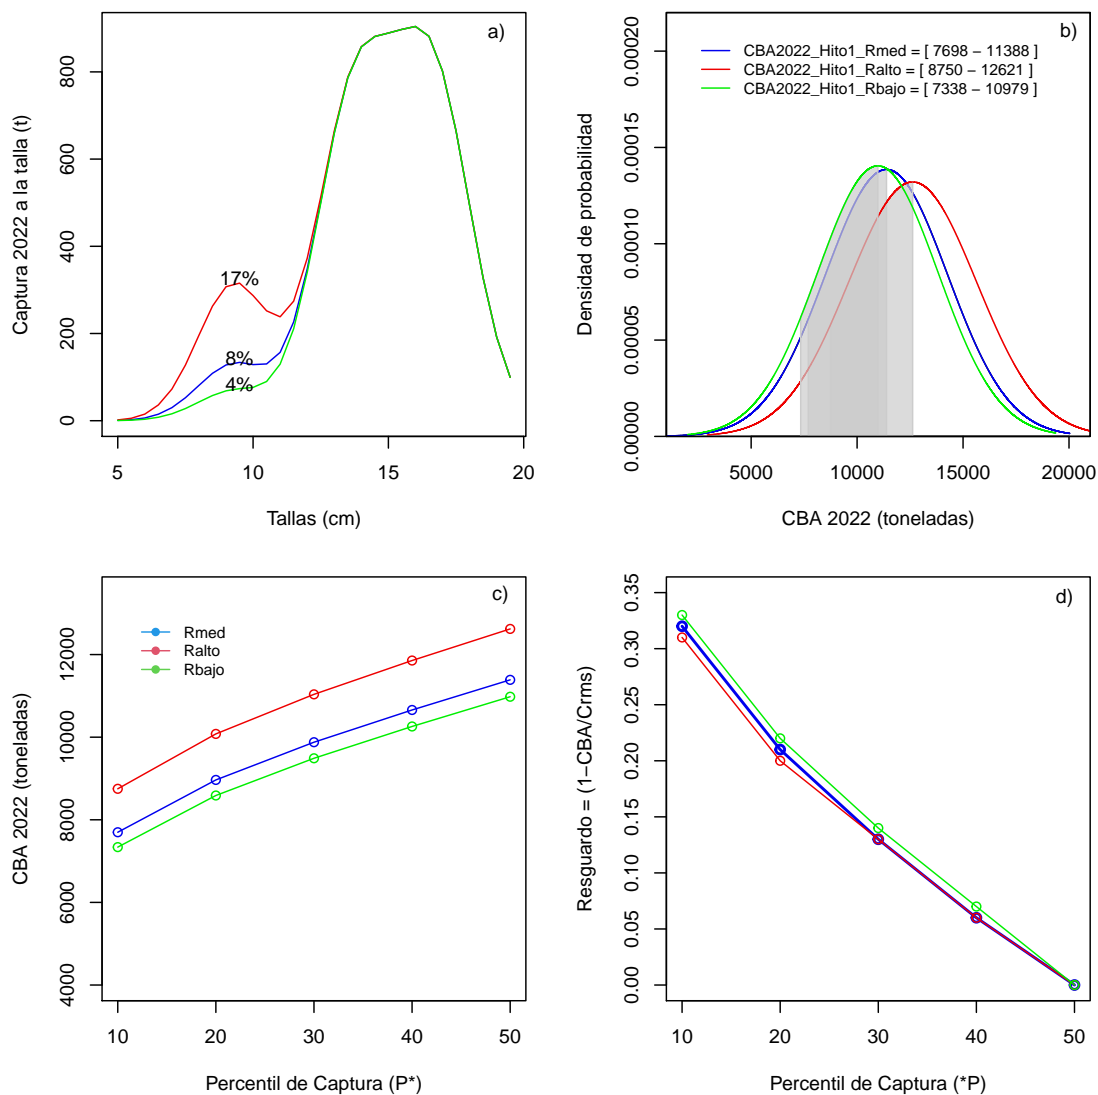 a)
Captura 2022 a la talla (t)
800
600
400
200
0
17%
8%
4%
5
10
15
20
Tallas (cm)
b)
CBA2022_Hito1_Rmed = [ 7698 − 11388 ]
CBA2022_Hito1_Ralto = [ 8750 − 12621 ]
CBA2022_Hito1_Rbajo = [ 7338 − 10979 ]
Densidad de probabilidad
0.00020
0.00015
0.00010
0.00005
0.00000
5000
10000
15000
20000
CBA 2022 (toneladas)
c)
Rmed
Ralto
Rbajo
CBA 2022 (toneladas)
12000
10000
8000
6000
4000
10
20
30
40
50
Percentil de Captura (P*)
d)
Resguardo = (1−CBA/Crms)
0.35
0.30
0.25
0.20
0.15
0.10
0.05
0.00
10
20
30
40
50
Percentil de Captura (*P)